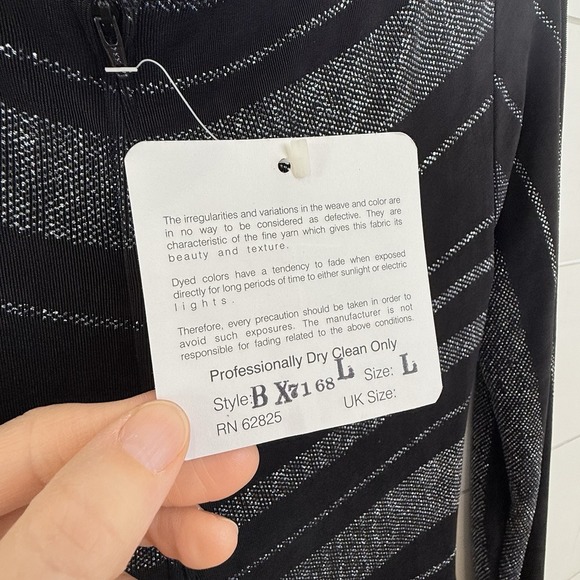 The irregularities and variations in the weave and color are
in no way to be considered as defective. They are
characteristic of the fine yarn which gives this fabric its
beauty and texture.
Dyed colors have a tendency to fade when exposed
directly for long periods of time to either sunlight or electric
lights.
Therefore, every precaution should be taken in order to
avoid such exposures. The manufacturer is not
responsible for fading related to the above conditions.
Professionally Dry Clean Only
Style: B X7168 L Size: L
RN 62825 UK Size: